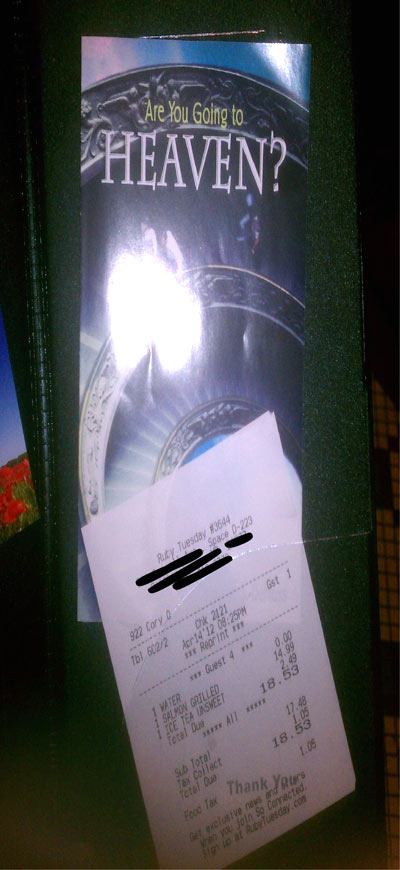 Are You Going to
HEAVEN?
Ruby Tuesday #3644
Space D-223
922 Cory D
Tbl 602/2 Chk 2121 Gst 1
Apr14'12 08:25PM
*** Reprint ***
*** Guest 4 ***
1 WATER 0.00
1 SALMON GRILLED 14.99
1 ICE TEA UNSWEET 2.49
Total Due 18.53
***** All *****
Sub Total 17.48
Tax Collect 1.05
Total Due 18.53
Food Tax 1.05
Thank You
Get exclusive news and offers
When you join So Connected.
Sign up at RubyTuesday.com